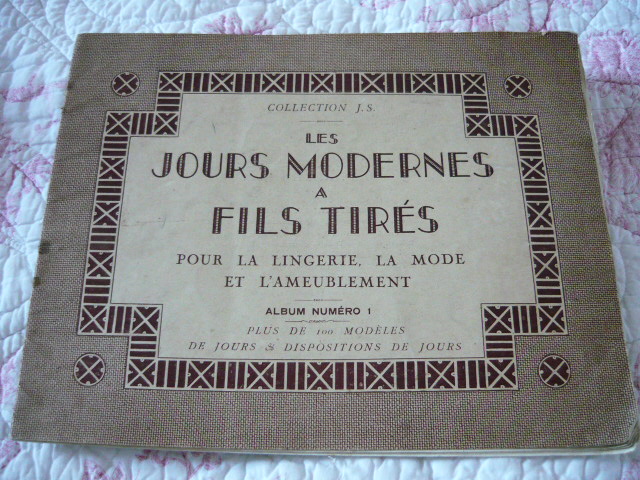 COLLECTION J.S.
LES
JOURS MODERNES
A
FILS TIRÉS
POUR LA LINGERIE, LA MODE
ET L'AMEUBLEMENT
ALBUM NUMÉRO 1
PLUS DE 100 MODÈLES
DE JOURS & DISPOSITIONS DE JOURS